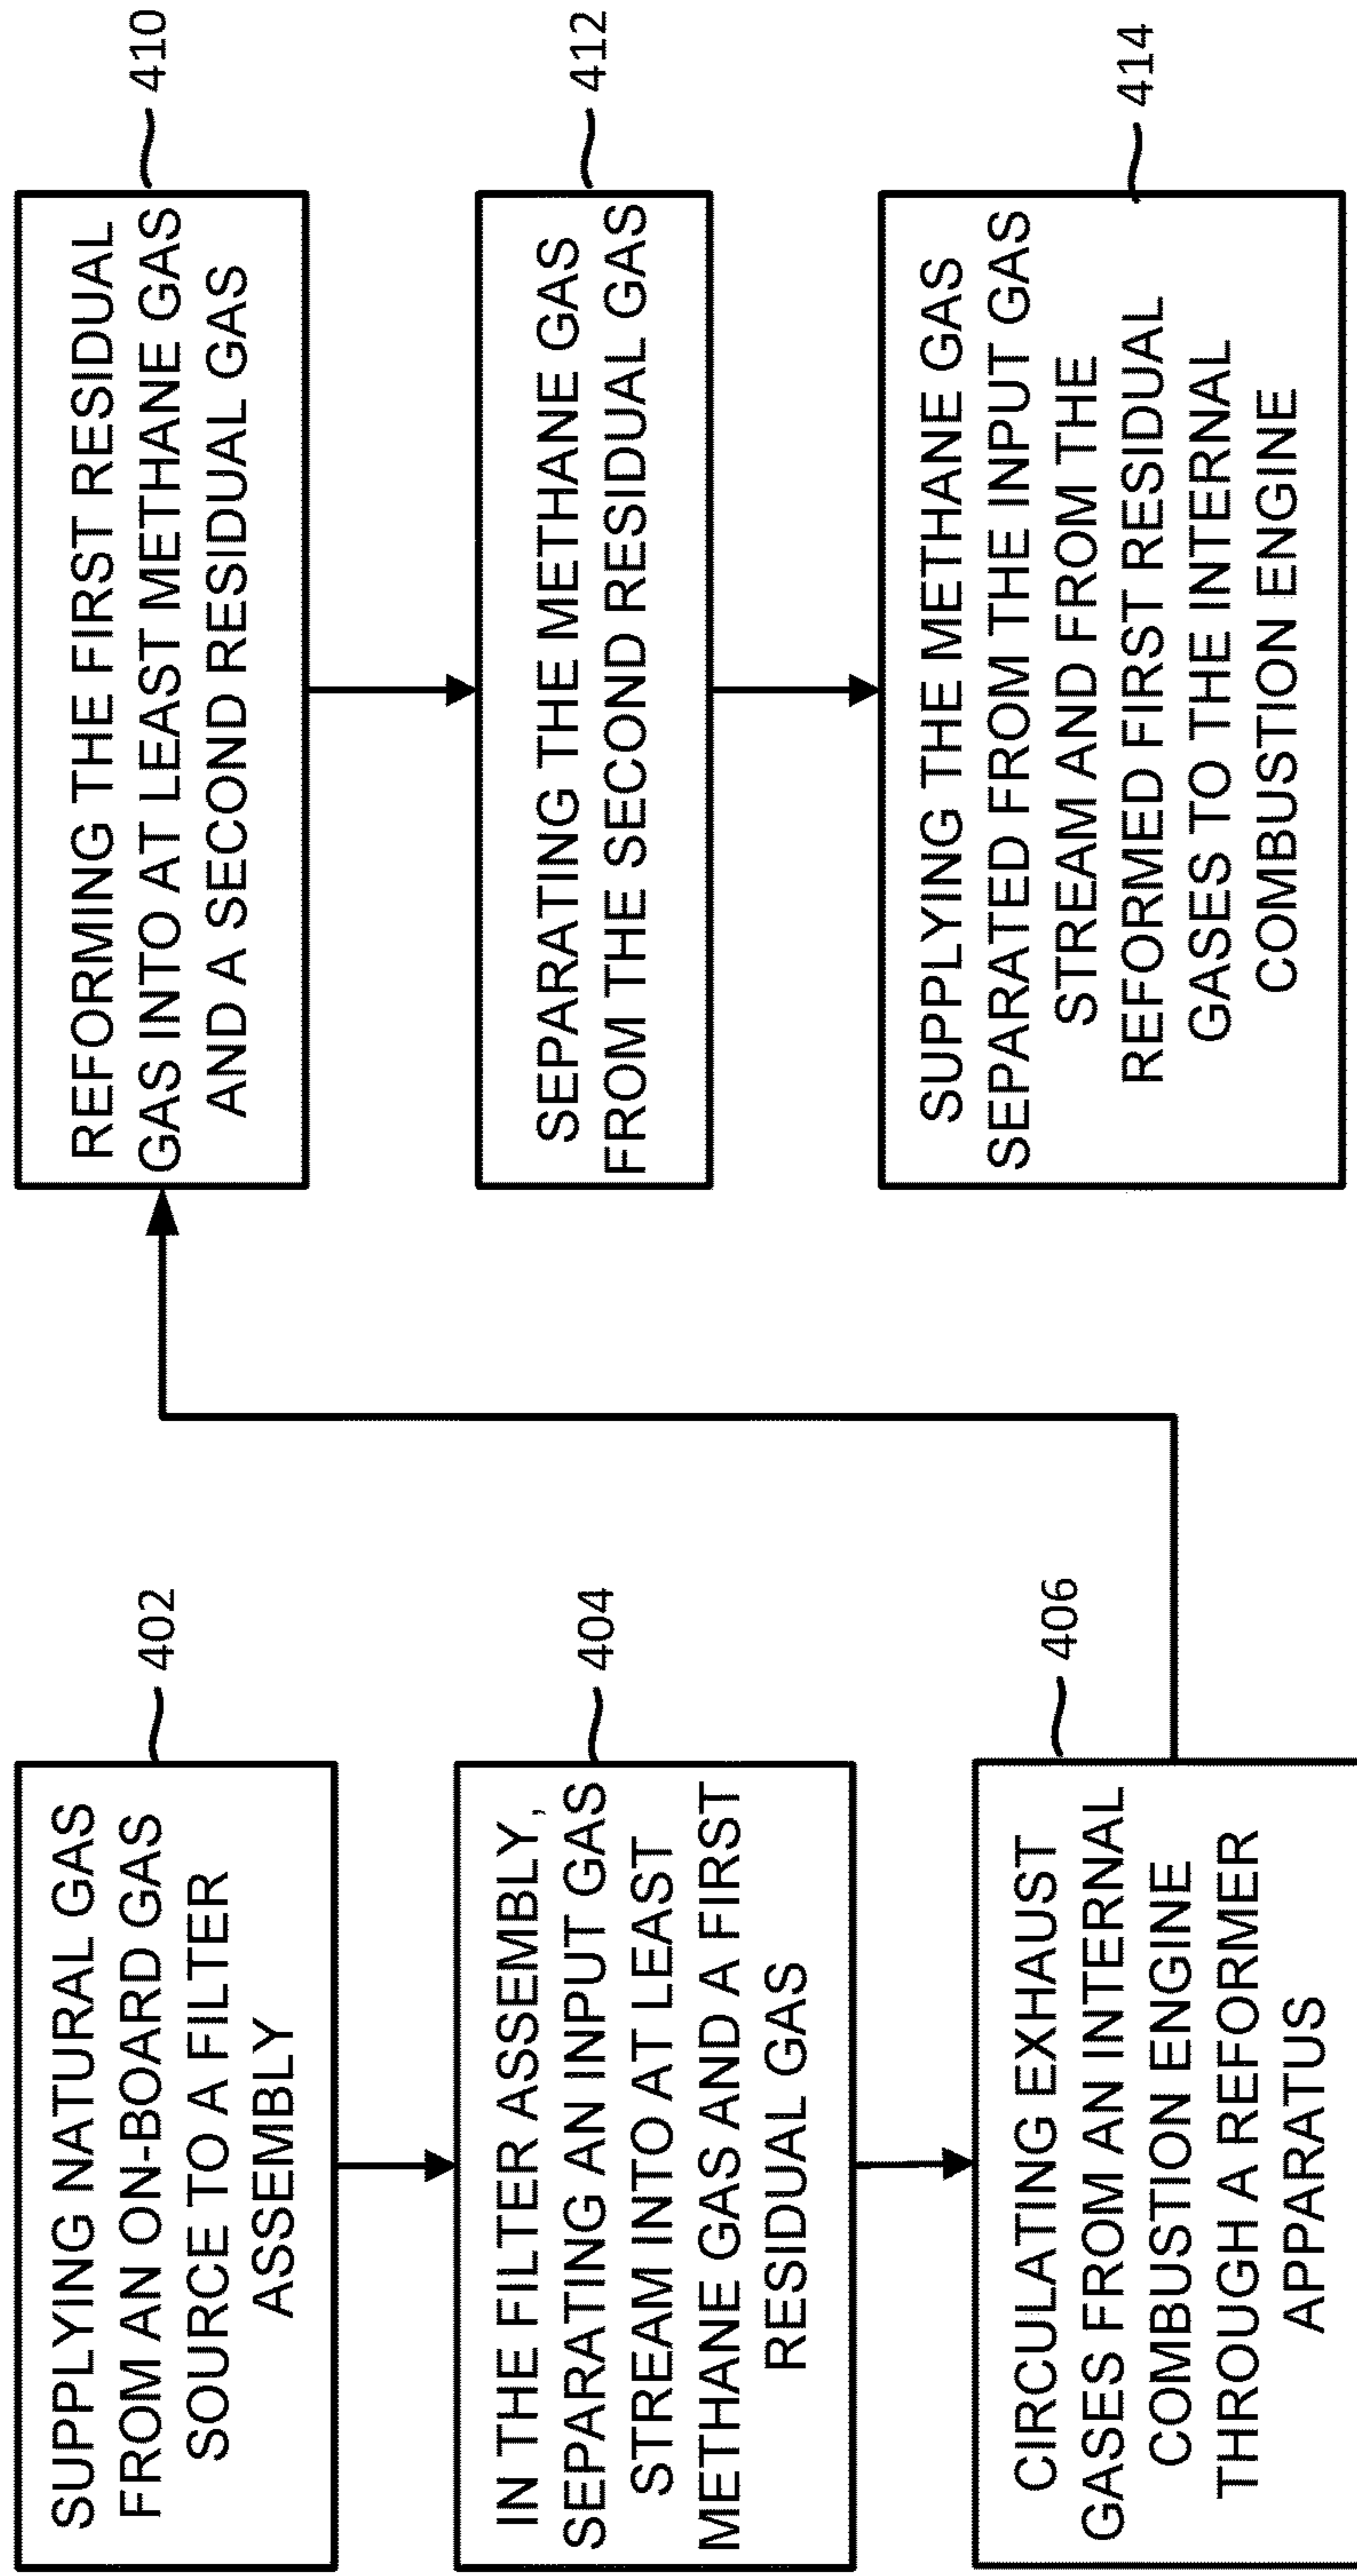 SUPPLYING NATURAL GAS
FROM AN ON-BOARD GAS
SOURCE TO A FILTER
ASSEMBLY
402
IN THE FILTER ASSEMBLY,
SEPARATING AN INPUT GAS
STREAM INTO AT LEAST
METHANE GAS AND A FIRST
RESIDUAL GAS
404
CIRCULATING EXHAUST
GASES FROM AN INTERNAL
COMBUSTION ENGINE
THROUGH A REFORMER
APPARATUS
406
REFORMING THE FIRST RESIDUAL
GAS INTO AT LEAST METHANE GAS
AND A SECOND RESIDUAL GAS
410
SEPARATING THE METHANE GAS
FROM THE SECOND RESIDUAL GAS
412
SUPPLYING THE METHANE GAS
SEPARATED FROM THE INPUT GAS
STREAM AND FROM THE
REFORMED FIRST RESIDUAL
GASES TO THE INTERNAL
COMBUSTION ENGINE
414